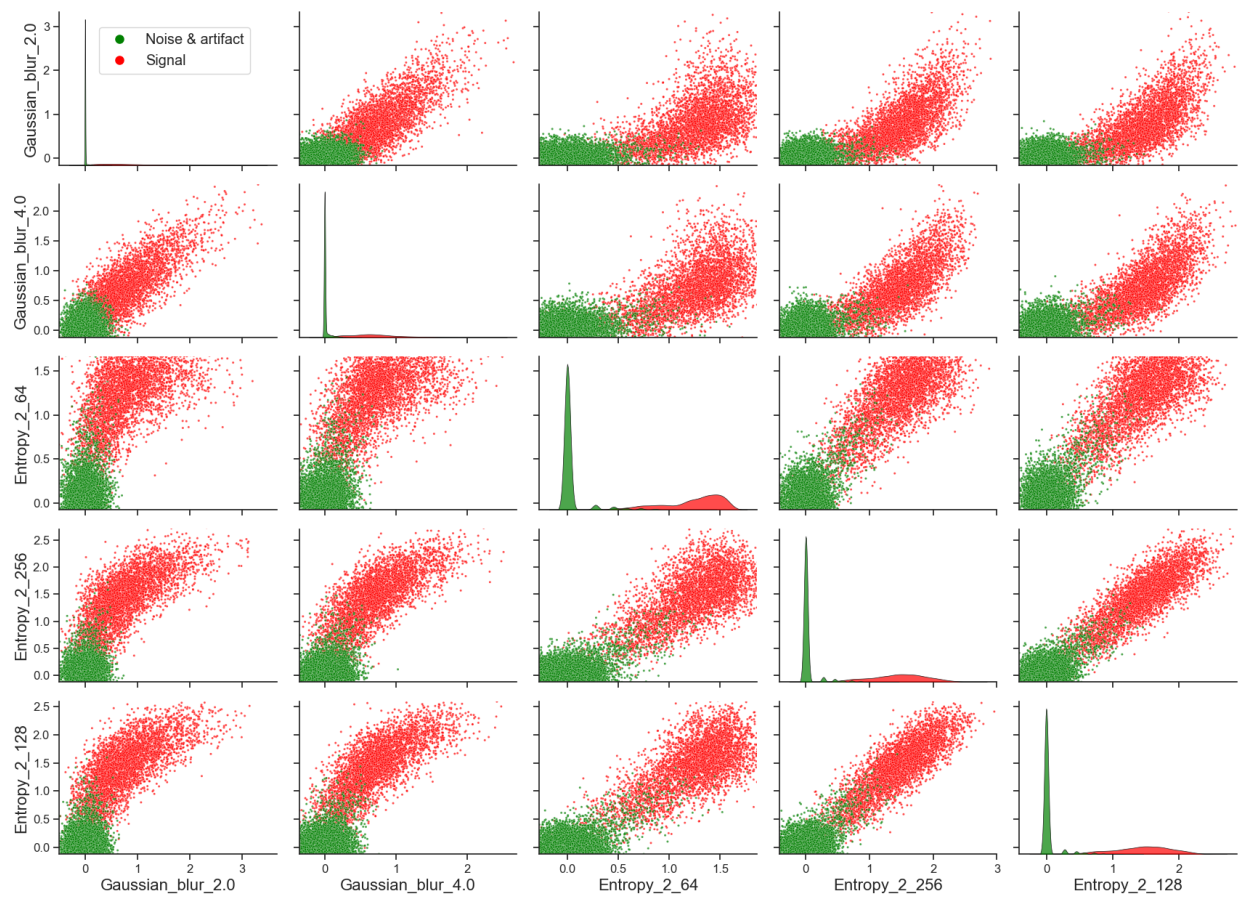 Gaussian_blur_2.0
3
2
1
0
Noise & artifact
Signal
Gaussian_blur_4.0
2.0
1.5
1.0
0.5
0.0
Entropy_2_64
1.5
1.0
0.5
0.0
Entropy_2_256
2.5
2.0
1.5
1.0
0.5
0.0
Entropy_2_128
2.5
2.0
1.5
1.0
0.5
0.0
0 1 2 3 0 1 2 0.0 0.5 1.0 1.5 0 1 2 3 0 1 2
Gaussian_blur_2.0 Gaussian_blur_4.0 Entropy_2_64 Entropy_2_256 Entropy_2_128